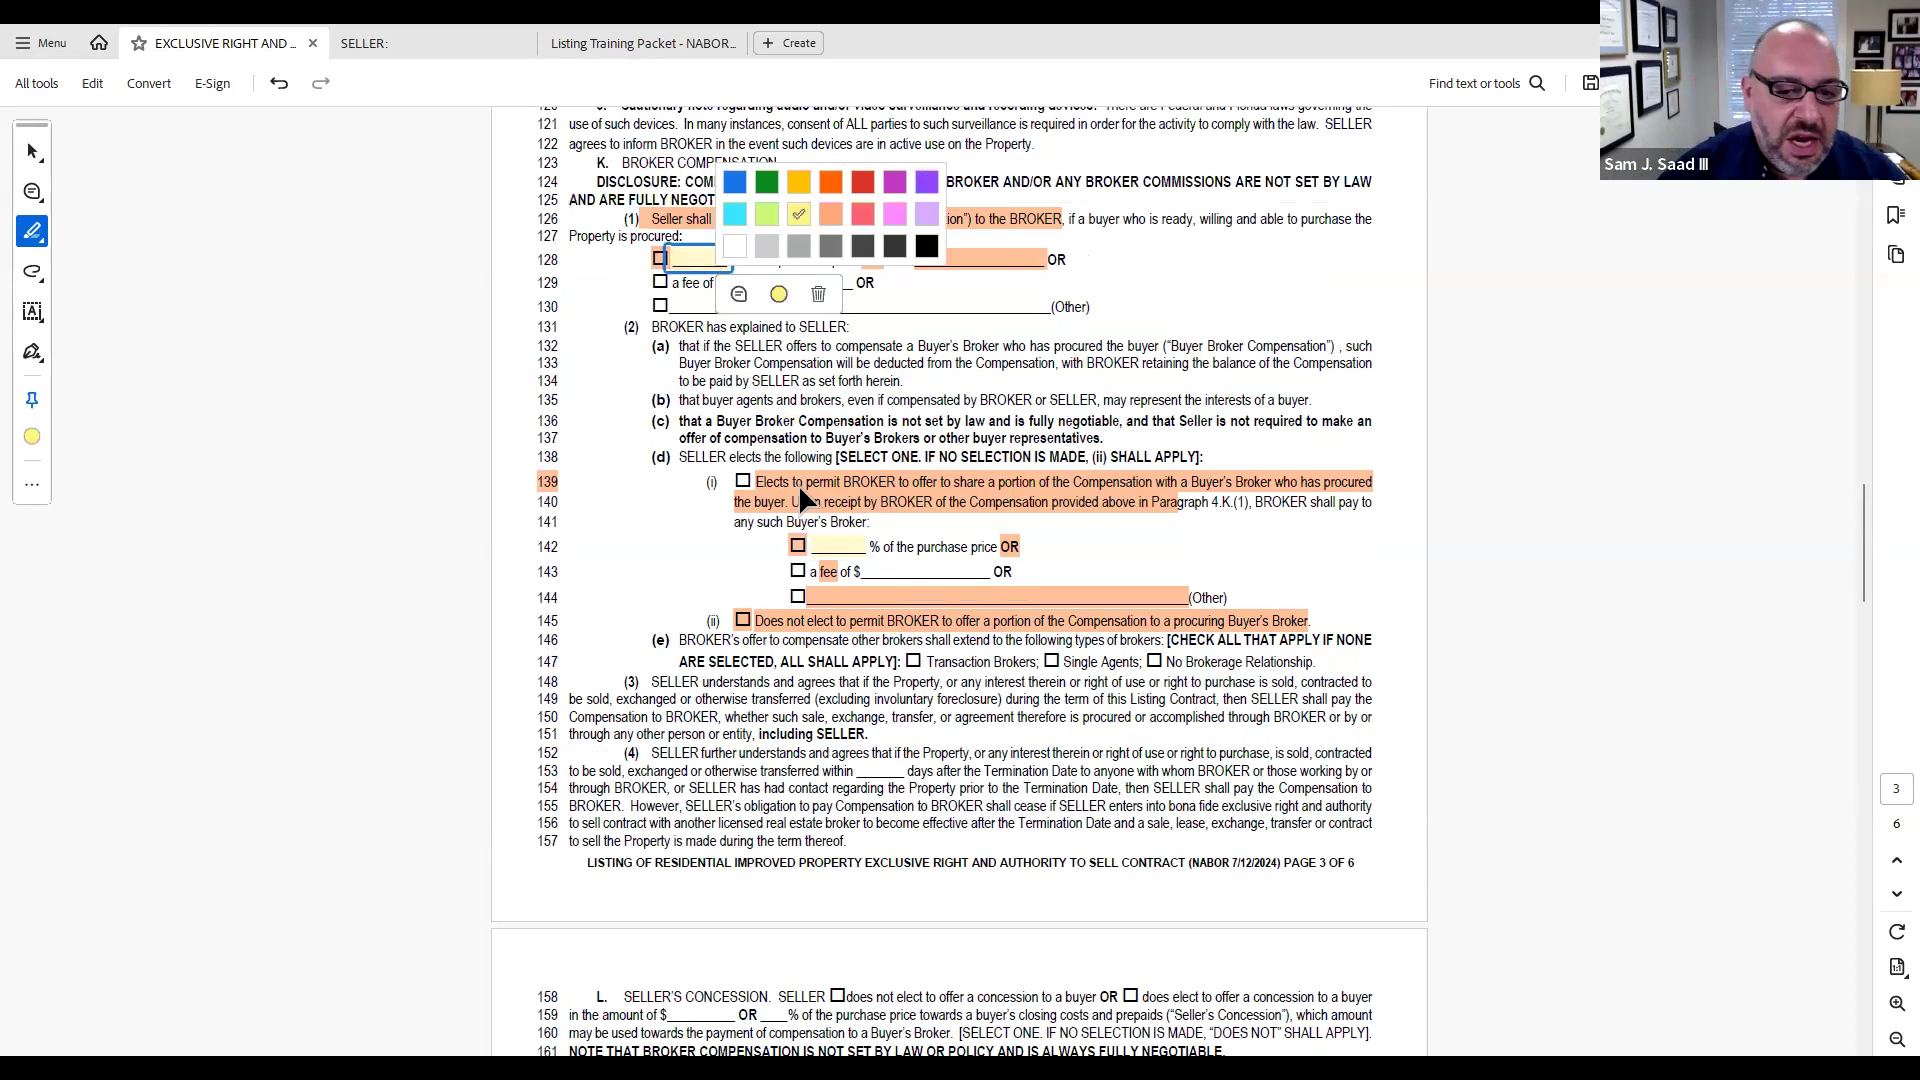 Menu
EXCLUSIVE RIGHT AND ...
SELLER:
Listing Training Packet - NABOR...
Create
All tools
Edit
Convert
E-Sign
Find text or tools
Sam J. Saad III
121 use of such devices. In many instances, consent of ALL parties to such surveillance is required in order for the activity to comply with the law. SELLER
122 agrees to inform BROKER in the event such devices are in active use on the Property.
123 K. BROKER COMPENSATION
124 DISCLOSURE: COM BROKER AND/OR ANY BROKER COMMISSIONS ARE NOT SET BY LAW
125 AND ARE FULLY NEGOT
126 (1) Seller shall ion") to the BROKER, if a buyer who is ready, willing and able to purchase the
127 Property is procured:
128 OR
129 a fee of OR
130 (Other)
131 (2) BROKER has explained to SELLER:
132 (a) that if the SELLER offers to compensate a Buyer's Broker who has procured the buyer ("Buyer Broker Compensation") , such
133 Buyer Broker Compensation will be deducted from the Compensation, with BROKER retaining the balance of the Compensation
134 to be paid by SELLER as set forth herein.
135 (b) that buyer agents and brokers, even if compensated by BROKER or SELLER, may represent the interests of a buyer.
136 (c) that a Buyer Broker Compensation is not set by law and is fully negotiable, and that Seller is not required to make an
137 offer of compensation to Buyer's Brokers or other buyer representatives.
138 (d) SELLER elects the following [SELECT ONE. IF NO SELECTION IS MADE, (ii) SHALL APPLY]:
139 (i) Elects to permit BROKER to offer to share a portion of the Compensation with a Buyer's Broker who has procured
140 the buyer. Upon receipt by BROKER of the Compensation provided above in Paragraph 4.K.(1), BROKER shall pay to
141 any such Buyer's Broker:
142 ______ % of the purchase price OR
143 a fee of $__________________ OR
144 (Other)
145 (ii) Does not elect to permit BROKER to offer a portion of the Compensation to a procuring Buyer's Broker.
146 (e) BROKER's offer to compensate other brokers shall extend to the following types of brokers: [CHECK ALL THAT APPLY IF NONE
147 ARE SELECTED, ALL SHALL APPLY]: Transaction Brokers; Single Agents; No Brokerage Relationship.
148 (3) SELLER understands and agrees that if the Property, or any interest therein or right of use or right to purchase is sold, contracted to
149 be sold, exchanged or otherwise transferred (excluding involuntary foreclosure) during the term of this Listing Contract, then SELLER shall pay the
150 Compensation to BROKER, whether such sale, exchange, transfer, or agreement therefore is procured or accomplished through BROKER or by or
151 through any other person or entity, including SELLER.
152 (4) SELLER further understands and agrees that if the Property, or any interest therein or right of use or right to purchase, is sold, contracted
153 to be sold, exchanged or otherwise transferred within _______ days after the Termination Date to anyone with whom BROKER or those working by or
154 through BROKER, or SELLER has had contact regarding the Property prior to the Termination Date, then SELLER shall pay the Compensation to
155 BROKER. However, SELLER's obligation to pay Compensation to BROKER shall cease if SELLER enters into bona fide exclusive right and authority
156 to sell contract with another licensed real estate broker to become effective after the Termination Date and a sale, lease, exchange, transfer or contract
157 to sell the Property is made during the term thereof.
LISTING OF RESIDENTIAL IMPROVED PROPERTY EXCLUSIVE RIGHT AND AUTHORITY TO SELL CONTRACT (NABOR 7/12/2024) PAGE 3 OF 6
3
6
158 L. SELLER'S CONCESSION. SELLER does not elect to offer a concession to a buyer OR does elect to offer a concession to a buyer
159 in the amount of $__________ OR ____% of the purchase price towards a buyer's closing costs and prepaids ("Seller's Concession"), which amount
160 may be used towards the payment of compensation to a Buyer's Broker. [SELECT ONE. IF NO SELECTION IS MADE, "DOES NOT" SHALL APPLY].
161 NOTE THAT BROKER COMPENSATION IS NOT SET BY LAW OR POLICY AND IS ALWAYS FULLY NEGOTIABLE.